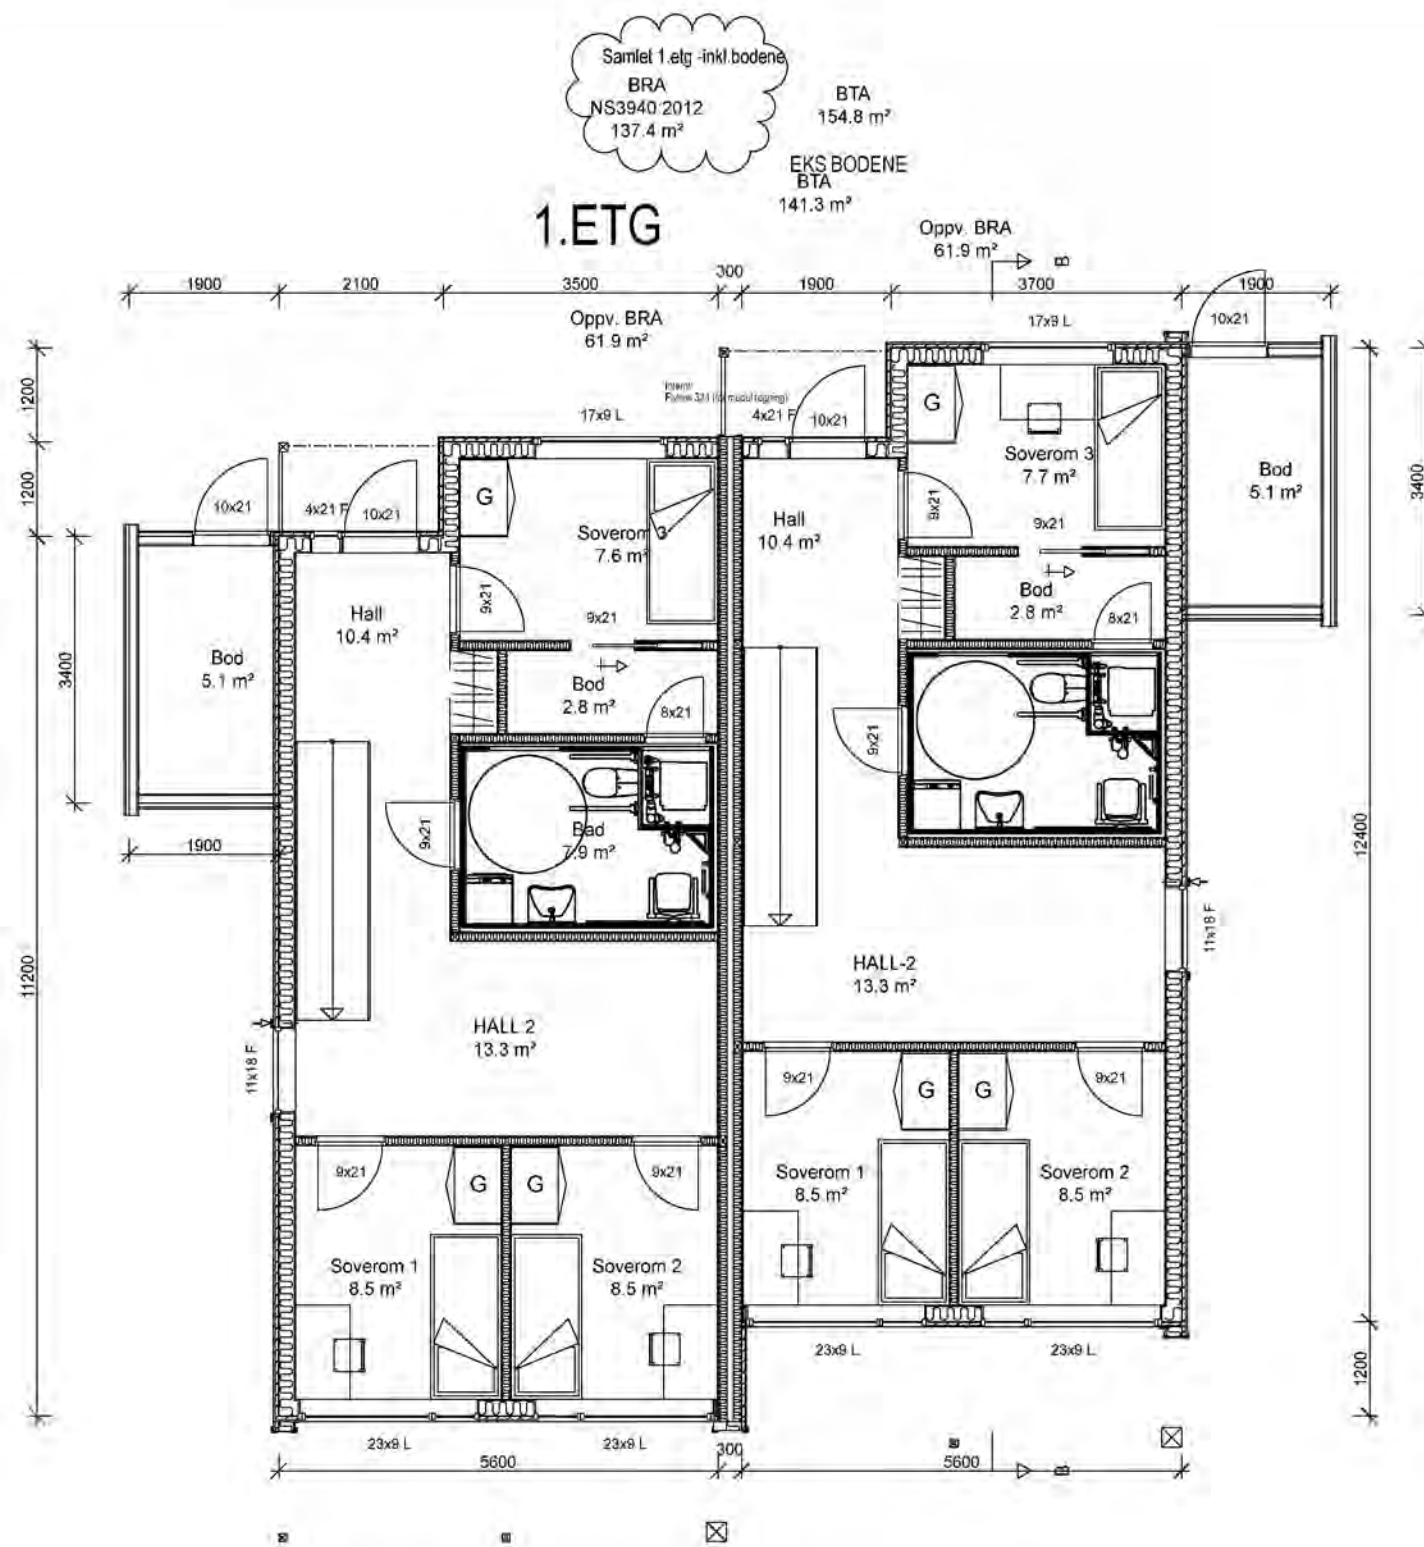 Samlet 1.etg -inkl.bodene
BRA
NS3940:2012
137.4 m²
BTA
154.8 m²
EKS BODENE
BTA
141.3 m²
1.ETG
Oppv. BRA
61.9 m²
B
1900
2100
3500
300
1900
3700
1900
Oppv. BRA
61.9 m²
17x9 L
10x21
1200
1200
3400
11200
17x9 L
4x21 F
10x21
G
Soverom 3
7.7 m²
9x21
9x21
Bod
5.1 m²
3400
10x21
4x21 F
10x21
G
Soverom 3
7.6 m²
9x21
9x21
Hall
10.4 m²
Bod
2.8 m²
8x21
Hall
10.4 m²
Bod
5.1 m²
Bod
2.8 m²
8x21
9x21
1900
9x21
Bad
7.9 m²
12400
11x18 F
HALL-2
13.3 m²
HALL 2
13.3 m²
11x18 F
9x21
G
G
9x21
Soverom 1
8.5 m²
Soverom 2
8.5 m²
9x21
G
G
9x21
Soverom 1
8.5 m²
Soverom 2
8.5 m²
23x9 L
23x9 L
1200
23x9 L
23x9 L
5600
300
5600
B